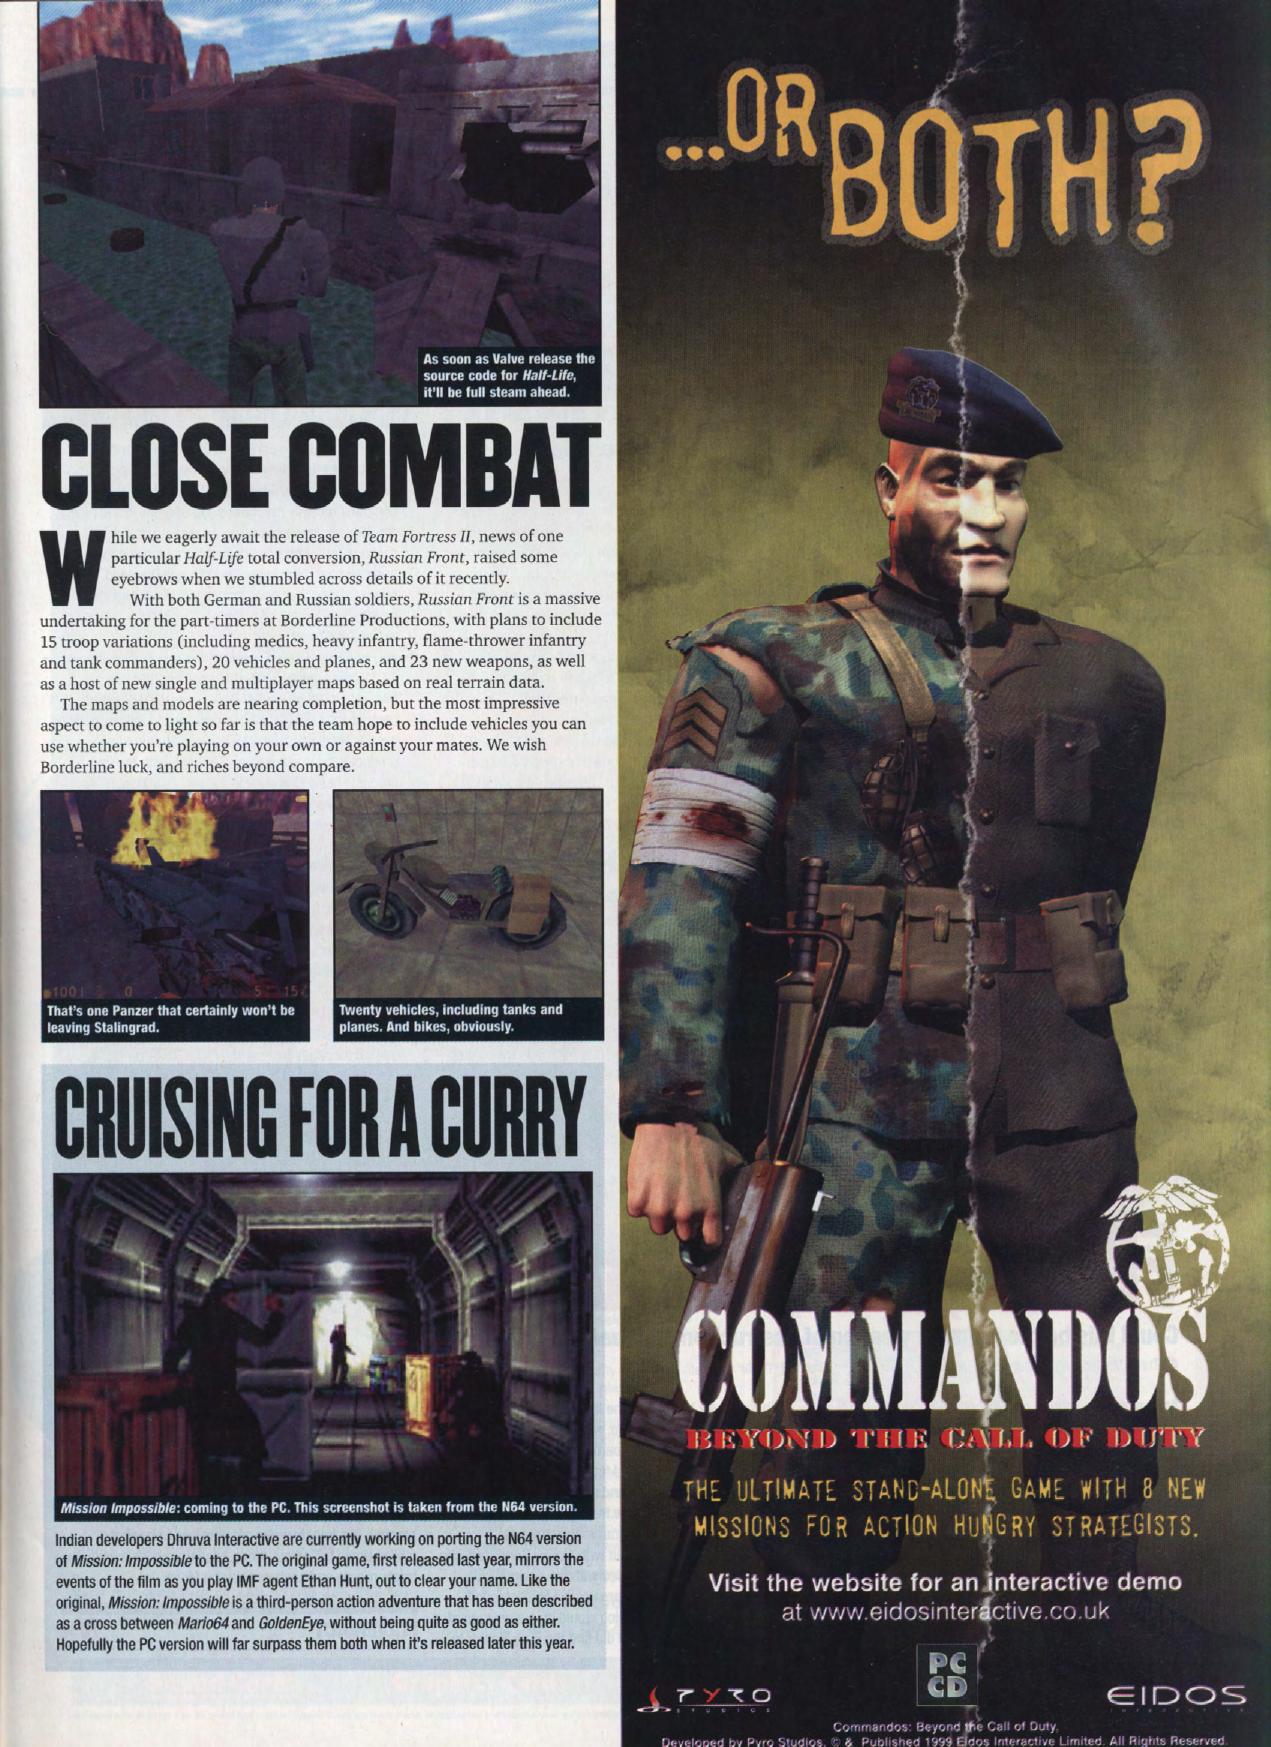 As soon as Valve release the
source code for Half-Life,
it'll be full steam ahead.
CLOSE COMBAT
While we eagerly await the release of Team Fortress II, news of one
particular Half-Life total conversion, Russian Front, raised some
eyebrows when we stumbled across details of it recently.
With both German and Russian soldiers, Russian Front is a massive
undertaking for the part-timers at Borderline Productions, with plans to include
15 troop variations (including medics, heavy infantry, flame-thrower infantry
and tank commanders), 20 vehicles and planes, and 23 new weapons, as well
as a host of new single and multiplayer maps based on real terrain data.
The maps and models are nearing completion, but the most impressive
aspect to come to light so far is that the team hope to include vehicles you can
use whether you're playing on your own or against your mates. We wish
Borderline luck, and riches beyond compare.
100
0
5
15
That's one Panzer that certainly won't be
leaving Stalingrad.
Twenty vehicles, including tanks and
planes. And bikes, obviously.
CRUISING FOR A CURRY
Mission Impossible: coming to the PC. This screenshot is taken from the N64 version.
Indian developers Dhruva Interactive are currently working on porting the N64 version
of Mission: Impossible to the PC. The original game, first released last year, mirrors the
events of the film as you play IMF agent Ethan Hunt, out to clear your name. Like the
original, Mission: Impossible is a third-person action adventure that has been described
as a cross between Mario64 and GoldenEye, without being quite as good as either.
Hopefully the PC version will far surpass them both when it's released later this year.
...OR BOTH?
COMMANDOS
BEYOND THE CALL OF DUTY
THE ULTIMATE STAND-ALONE GAME WITH 8 NEW
MISSIONS FOR ACTION HUNGRY STRATEGISTS.
Visit the website for an interactive demo
at www.eidosinteractive.co.uk
PC
CD
PYRO
STUDIOS
EIDOS
INTERACTIVE
Commandos: Beyond the Call of Duty,
Developed by Pyro Studios. © & Published 1999 Eidos Interactive Limited. All Rights Reserved.